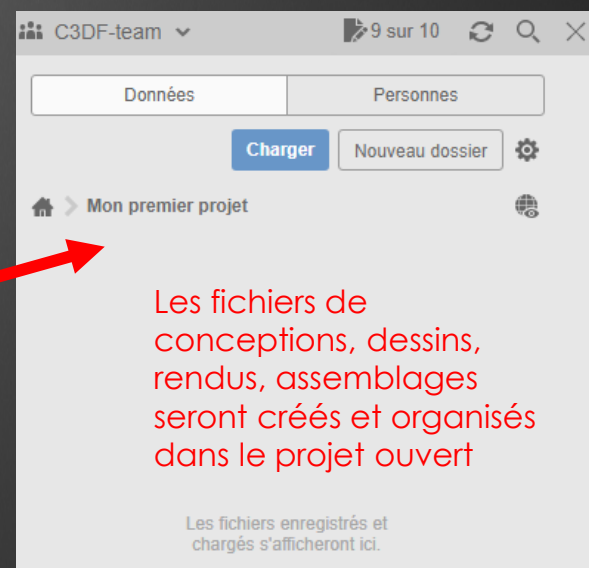 C3DF-team 9 sur 10
Données Personnes
Charger Nouveau dossier
Mon premier projet
Les fichiers de
conceptions, dessins,
rendus, assemblages
seront créés et organisés
dans le projet ouvert
Les fichiers enregistrés et
chargés s'afficheront ici.